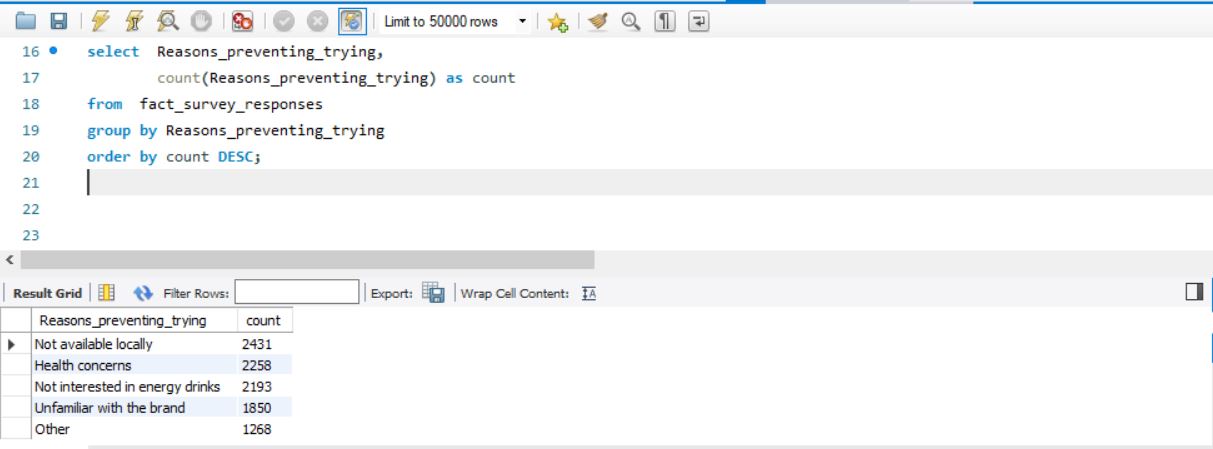 Limit to 50000 rows
16 select Reasons_preventing_trying,
17 count(Reasons_preventing_trying) as count
18 from fact_survey_responses
19 group by Reasons_preventing_trying
20 order by count DESC;
21
22
23
Result Grid Filter Rows: Export: Wrap Cell Content: IA
Reasons_preventing_trying count
Not available locally 2431
Health concerns 2258
Not interested in energy drinks 2193
Unfamiliar with the brand 1850
Other 1268